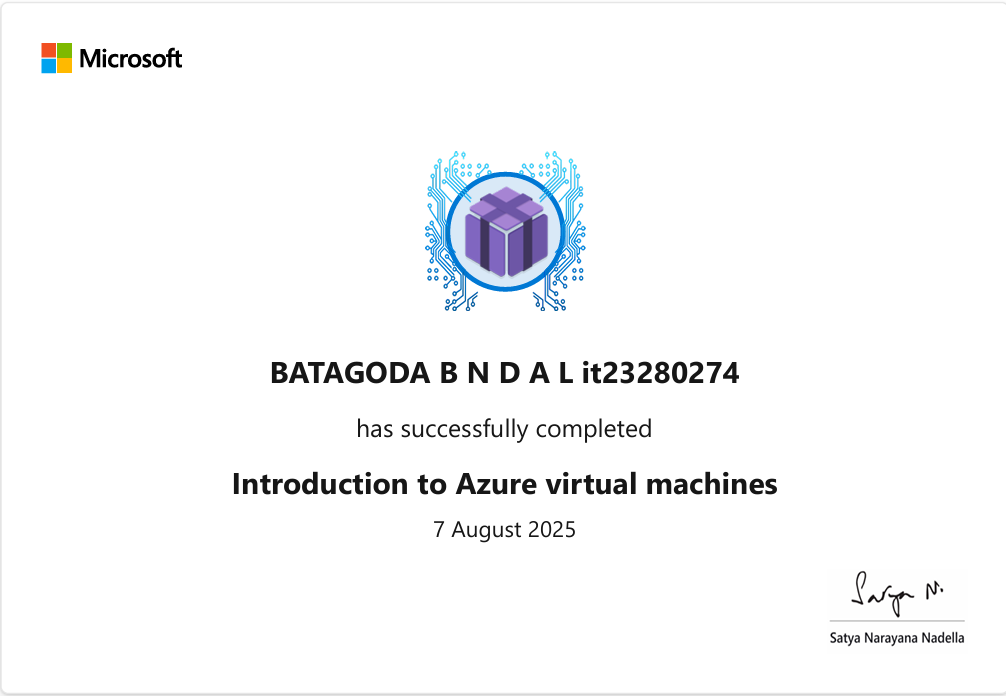 Microsoft
BATAGODA B N D A L it23280274
has successfully completed
Introduction to Azure virtual machines
7 August 2025
Satya N.
Satya Narayana Nadella